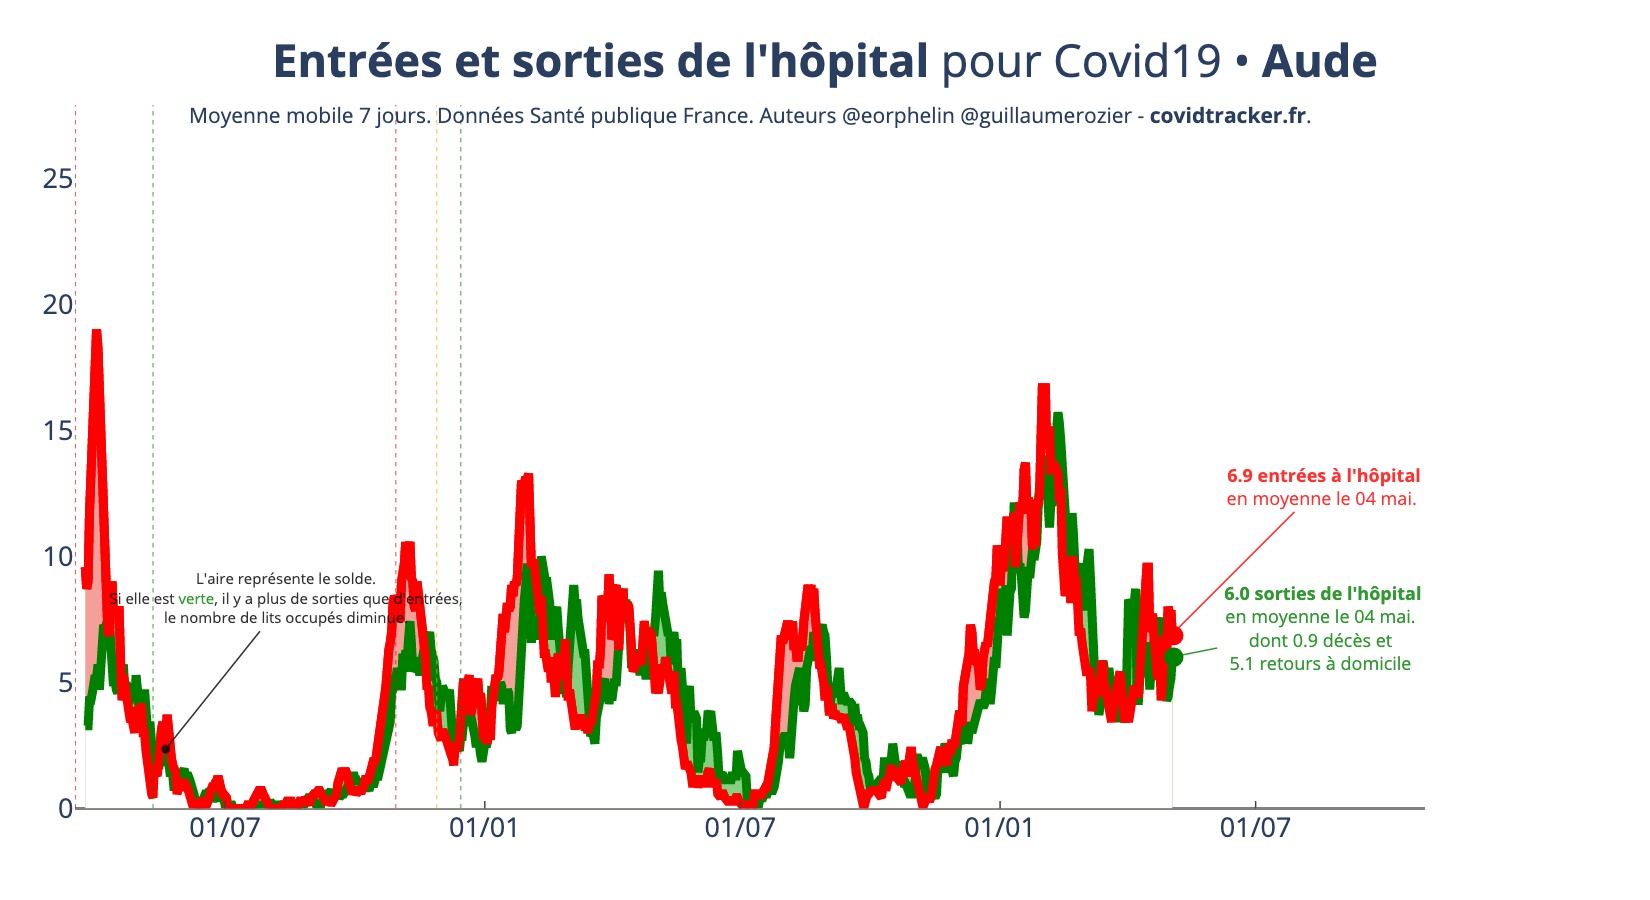 Entrées et sorties de l'hôpital pour Covid19 • Aude
Moyenne mobile 7 jours. Données Santé publique France. Auteurs @eorphelin @guillaumerozier - covidtracker.fr.
25
20
15
10
5
0
L'aire représente le solde.
Si elle est verte, il y a plus de sorties que d'entrées,
le nombre de lits occupés diminue.
6.9 entrées à l'hôpital
en moyenne le 04 mai.
6.0 sorties de l'hôpital
en moyenne le 04 mai.
dont 0.9 décès et
5.1 retours à domicile
01/07 01/01 01/07 01/01 01/07